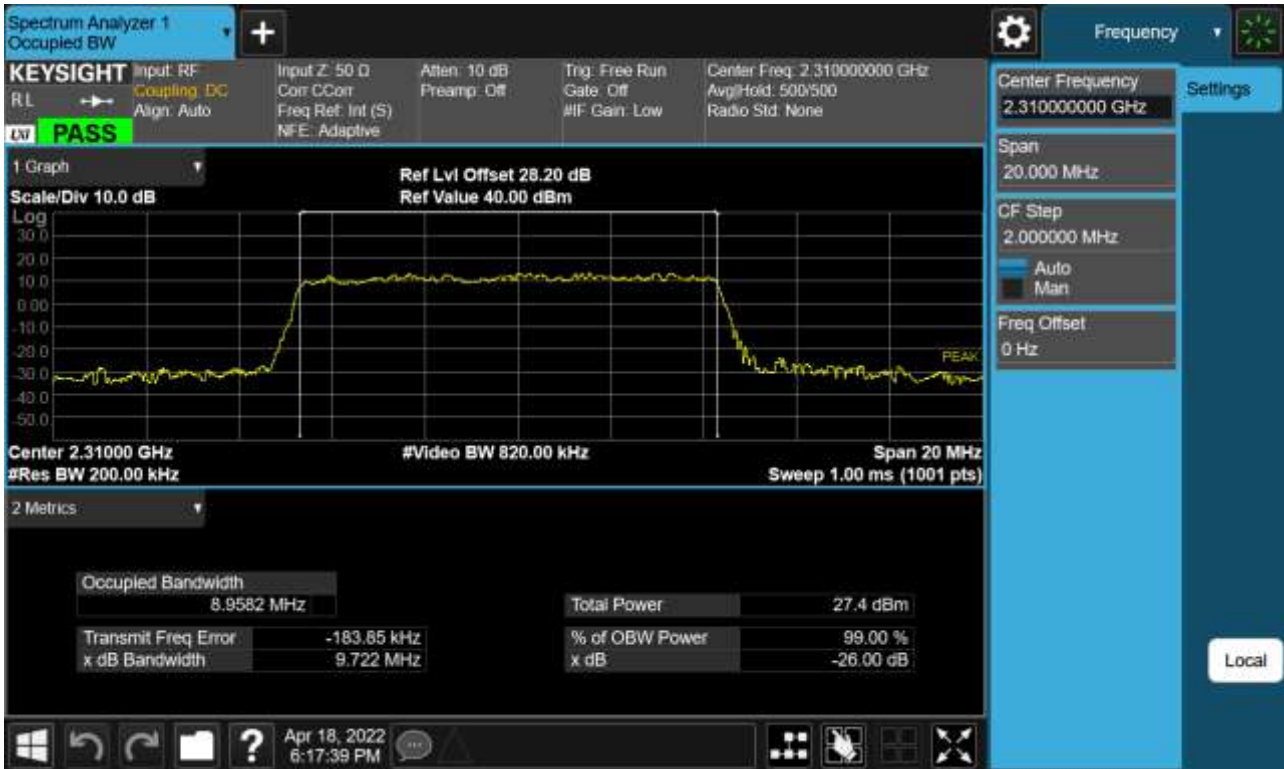 Spectrum Analyzer 1
Occupied BW
Frequency
KEYSIGHT
RL
LXI
PASS
Input: RF
Coupling: DC
Align: Auto
Input Z: 50 Ω
Corr CCorr
Freq Ref: Int (S)
NFE: Adaptive
Atten: 10 dB
Preamp: Off
Trig: Free Run
Gate: Off
#IF Gain: Low
Center Freq: 2.310000000 GHz
Avg|Hold: 500/500
Radio Std: None
Center Frequency
2.310000000 GHz
Settings
Span
20.000 MHz
CF Step
2.000000 MHz
Auto
Man
Freq Offset
0 Hz
1 Graph
Scale/Div 10.0 dB
Ref Lvl Offset 28.20 dB
Ref Value 40.00 dBm
Log
30.0
20.0
10.0
0.00
-10.0
-20.0
-30.0
-40.0
-50.0
PEAK
Center 2.31000 GHz
#Video BW 820.00 kHz
Span 20 MHz
#Res BW 200.00 kHz
Sweep 1.00 ms (1001 pts)
2 Metrics
Occupied Bandwidth
8.9582 MHz
Total Power 27.4 dBm
Transmit Freq Error -183.85 kHz
% of OBW Power 99.00 %
x dB Bandwidth 9.722 MHz
x dB -26.00 dB
Local
?
Apr 18, 2022
6:17:39 PM